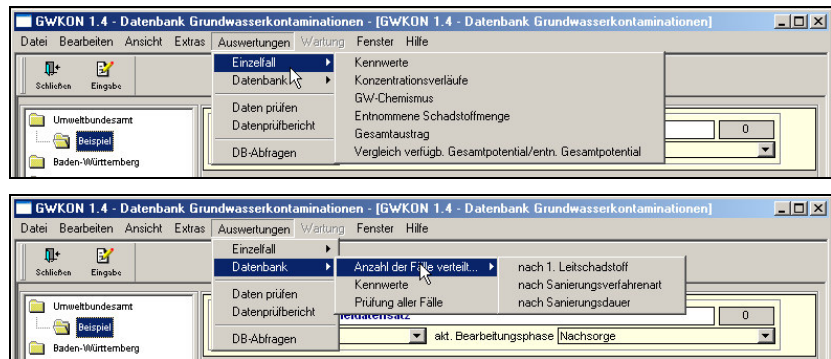 GWKON 1.4 - Datenbank Grundwasserkontaminationen - [GWKON 1.4 - Datenbank Grundwasserkontaminationen]
Datei Bearbeiten Ansicht Extras Auswertungen Wartung Fenster Hilfe
Schließen Eingabe
Einzelfall
Datenbank
Daten prüfen
Datenprüfbericht
DB-Abfragen
Kennwerte
Konzentrationsverläufe
GW-Chemismus
Entnommene Schadstoffmenge
Gesamtaustrag
Vergleich verfügb. Gesamtpotential/entn. Gesamtpotential
Umweltbundesamt
Beispiel
Baden-Württemberg
0
GWKON 1.4 - Datenbank Grundwasserkontaminationen - [GWKON 1.4 - Datenbank Grundwasserkontaminationen]
Datei Bearbeiten Ansicht Extras Auswertungen Wartung Fenster Hilfe
Schließen Eingabe
Einzelfall
Datenbank
Daten prüfen
Datenprüfbericht
DB-Abfragen
Anzahl der Fälle verteilt...
Kennwerte
Prüfung aller Fälle
nach 1. Leitschadstoff
nach Sanierungsverfahrenart
nach Sanierungsdauer
Umweltbundesamt
Beispiel
Baden-Württemberg
0
akt. Bearbeitungsphase Nachsorge